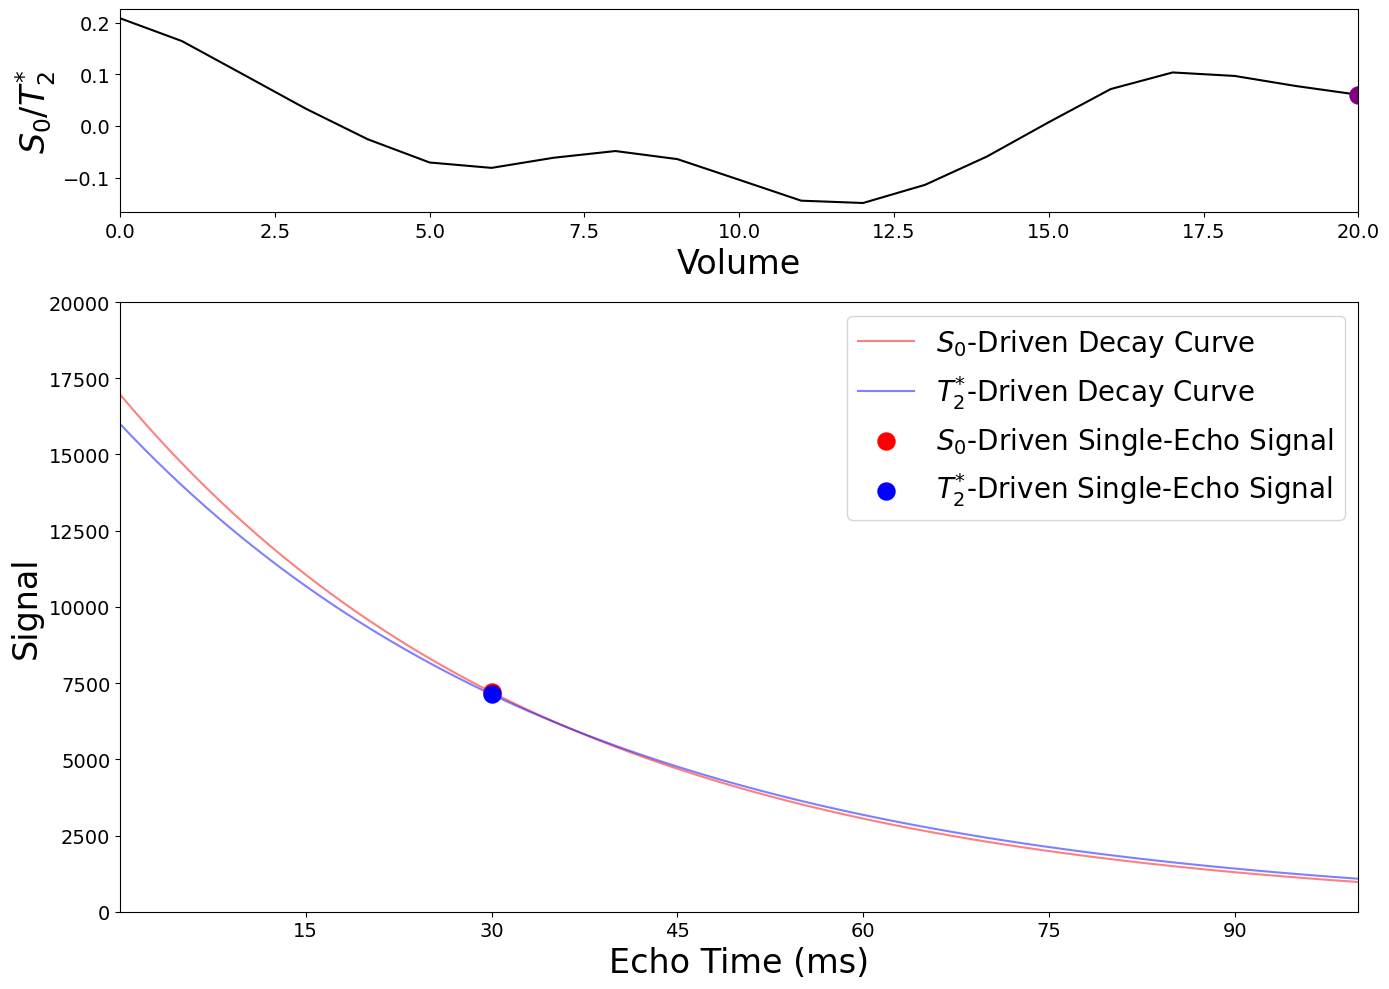 S₀/T₂*
0.2
0.1
0.0
−0.1
0.0 2.5 5.0 7.5 10.0 12.5 15.0 17.5 20.0
Volume
Signal
20000
17500
15000
12500
10000
7500
5000
2500
0
S₀-Driven Decay Curve
T₂*-Driven Decay Curve
S₀-Driven Single-Echo Signal
T₂*-Driven Single-Echo Signal
15 30 45 60 75 90
Echo Time (ms)